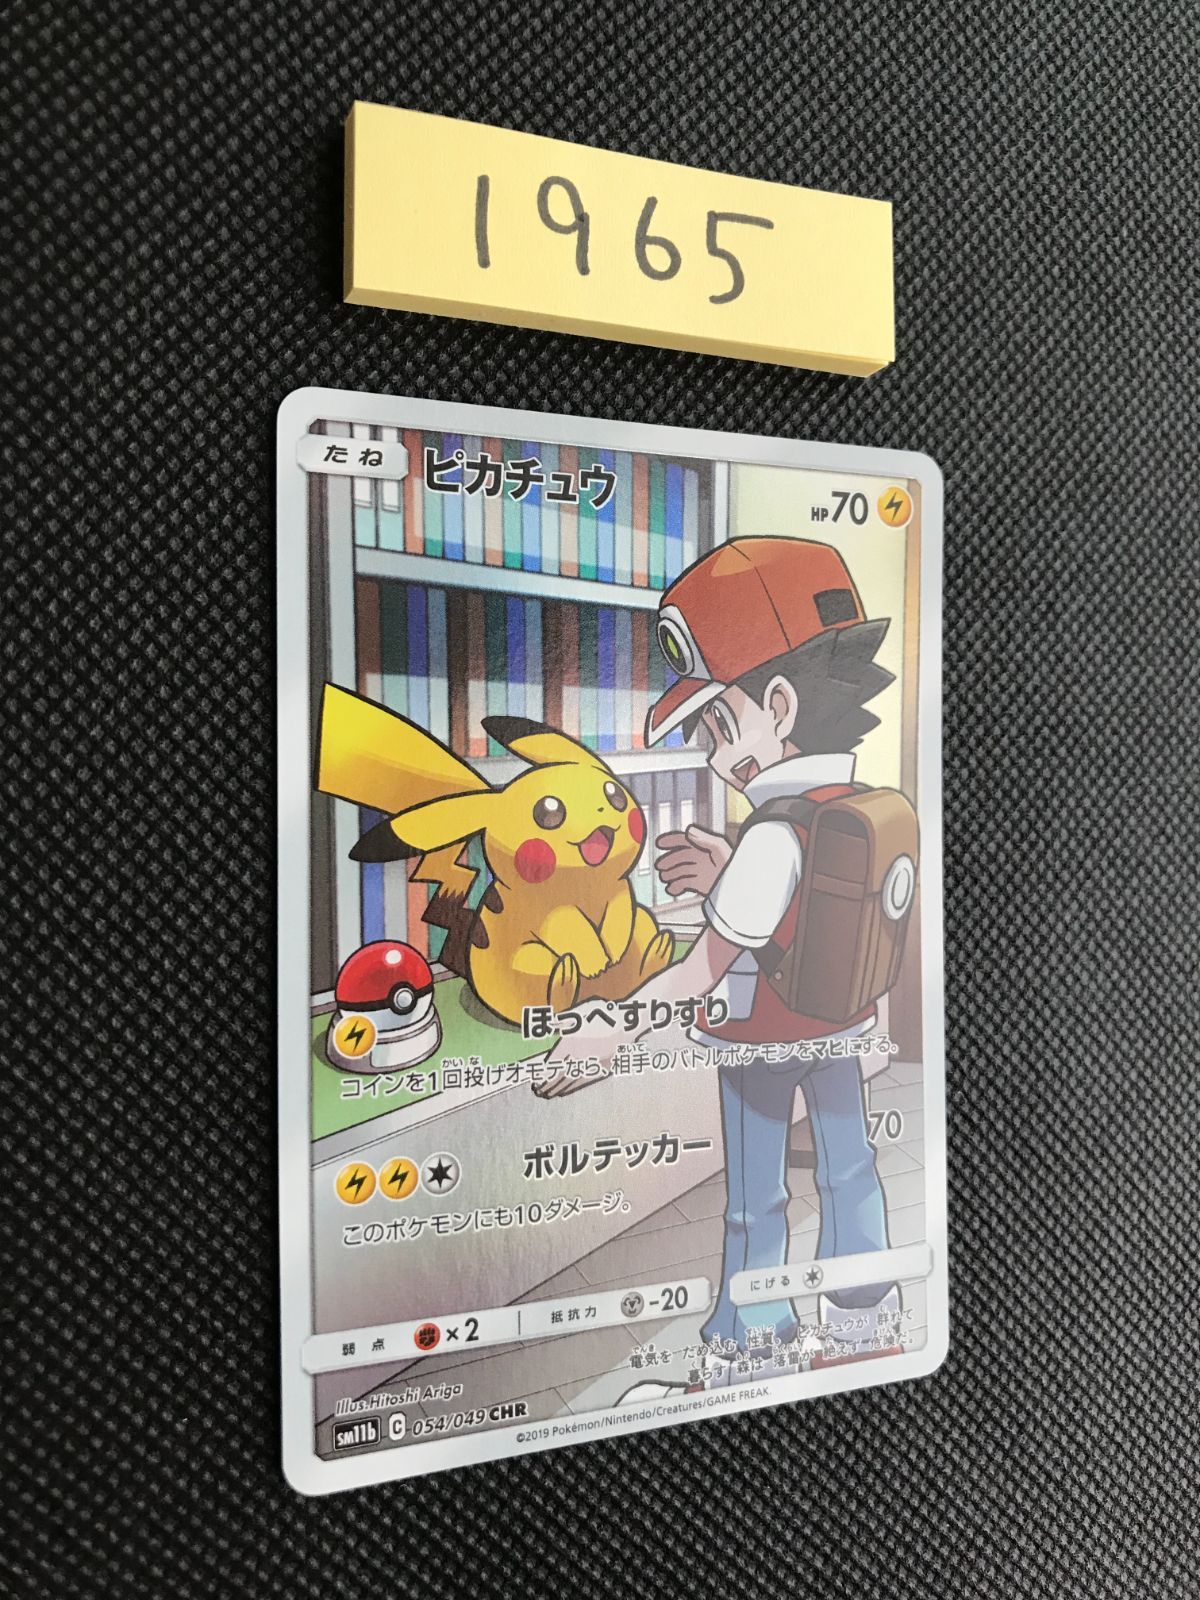 1965
たね
ピカチュウ
HP70
ほっぺすりすり
コインを1回投げオモテなら、相手のバトルポケモンをマヒにする。
ボルテッカー 70
このポケモンにも10ダメージ。
弱点 ×2 抵抗力 -20 にげる
電気を ためこむ 性質。 ピカチュウが 群れて
暮らす 森は 落雷が 絶えず 危険だ。
Illus.Hitoshi Ariga
sm11b C 054/049 CHR
©2019 Pokémon/Nintendo/Creatures/GAME FREAK.